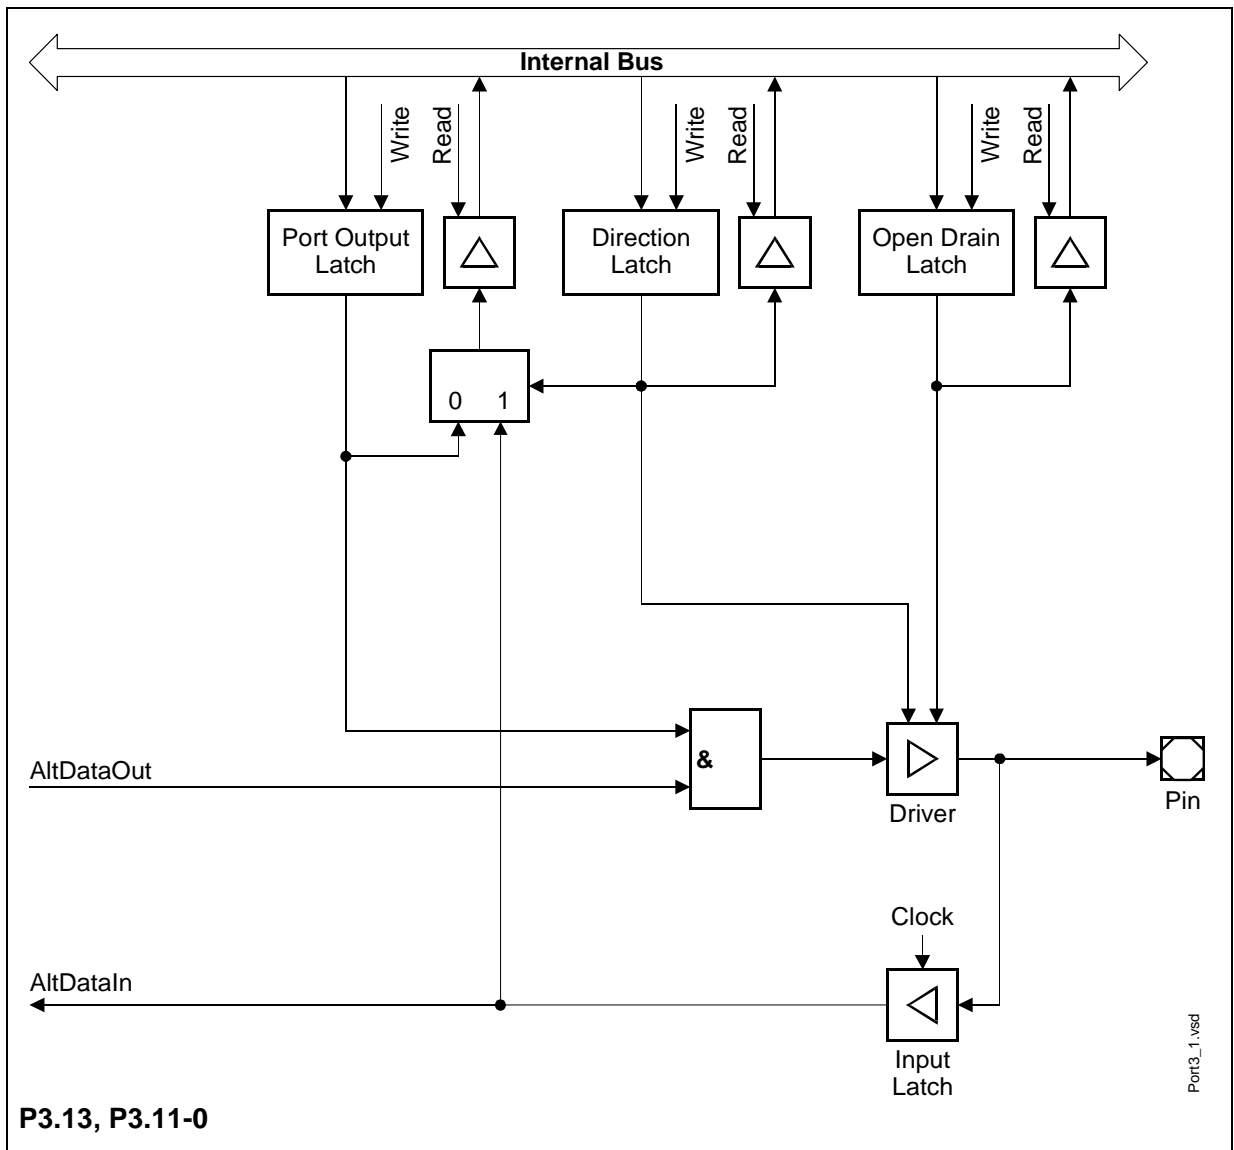 Internal Bus
Write
Read
Write
Read
Write
Read
Port Output
Latch
Direction
Latch
Open Drain
Latch
0 1
AltDataOut
&
Driver
Pin
Clock
AltDataIn
Input
Latch
Port3_1.vsd
P3.13, P3.11-0